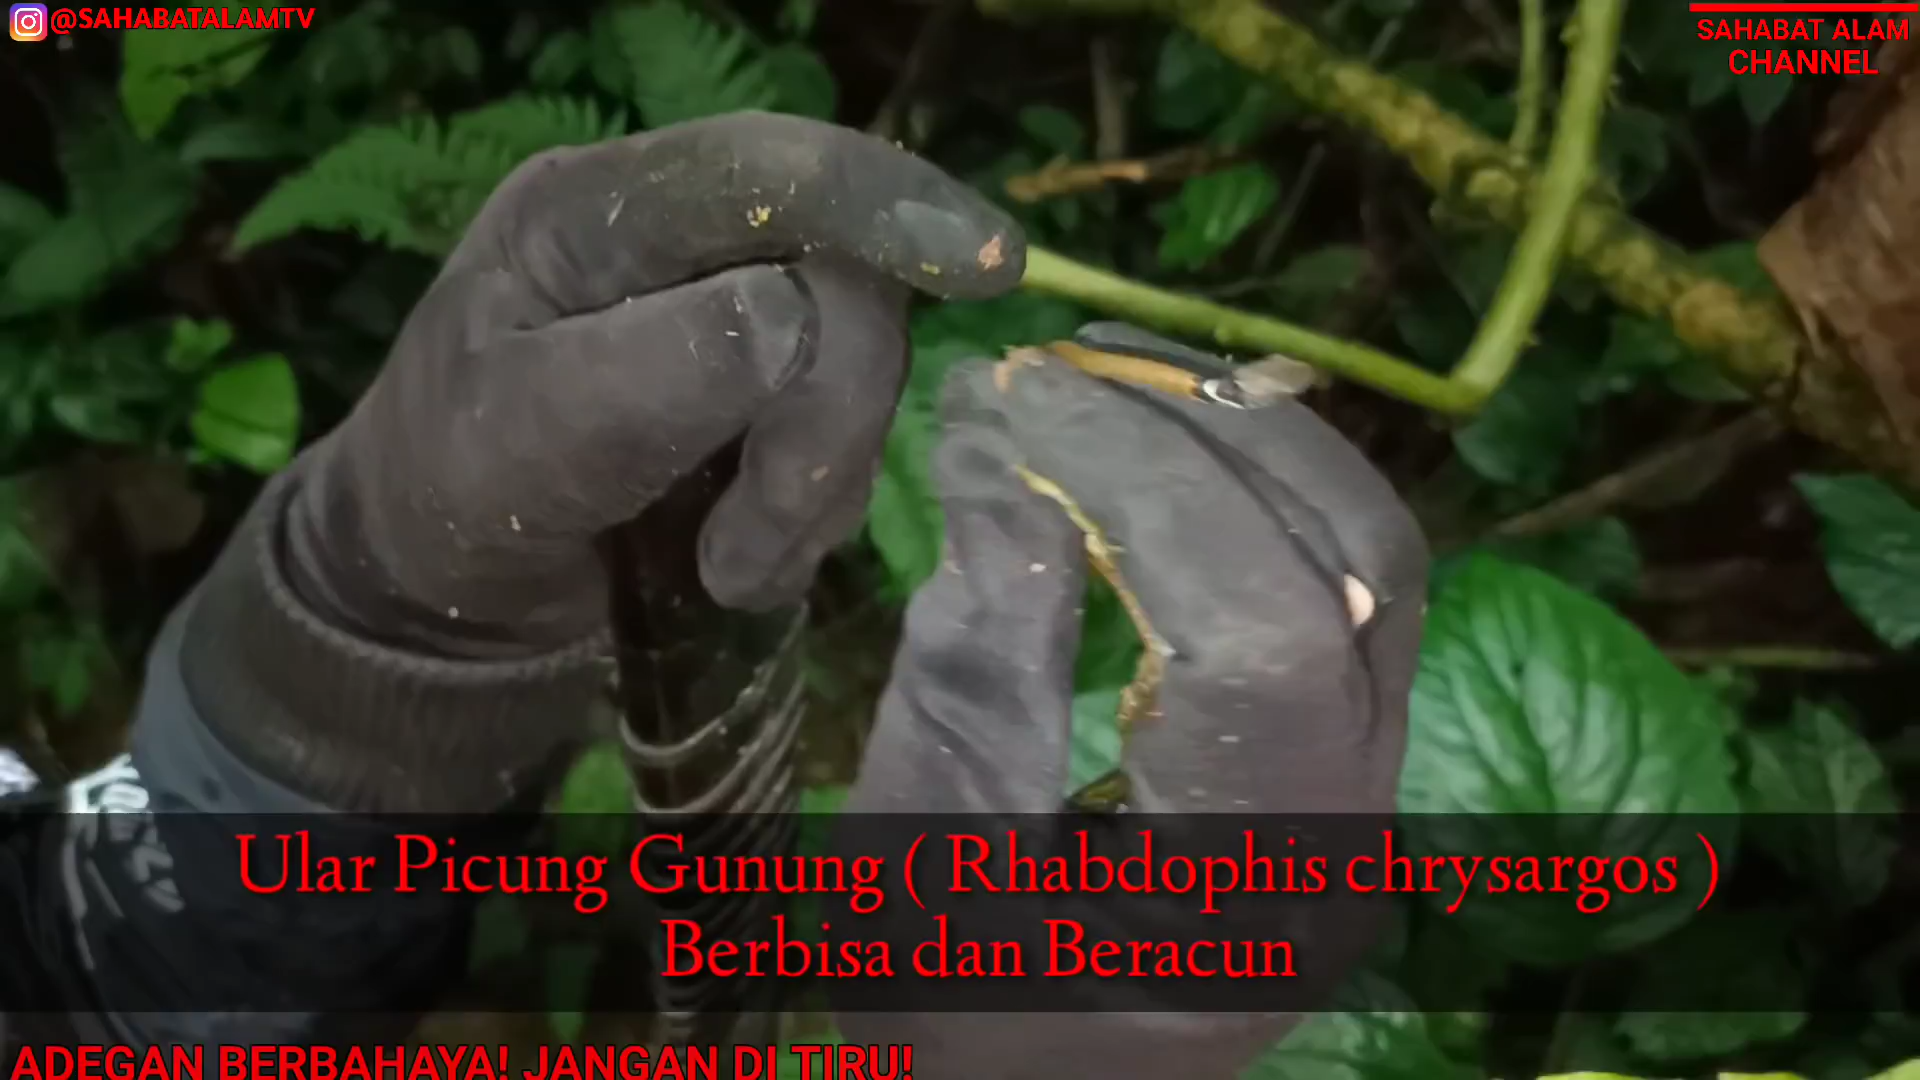 @SAHABATALAMTV
SAHABAT ALAM
CHANNEL
Ular Picung Gunung ( Rhabdophis chrysargos )
Berbisa dan Beracun
ADEGAN BERBAHAYA! JANGAN DI TIRU!